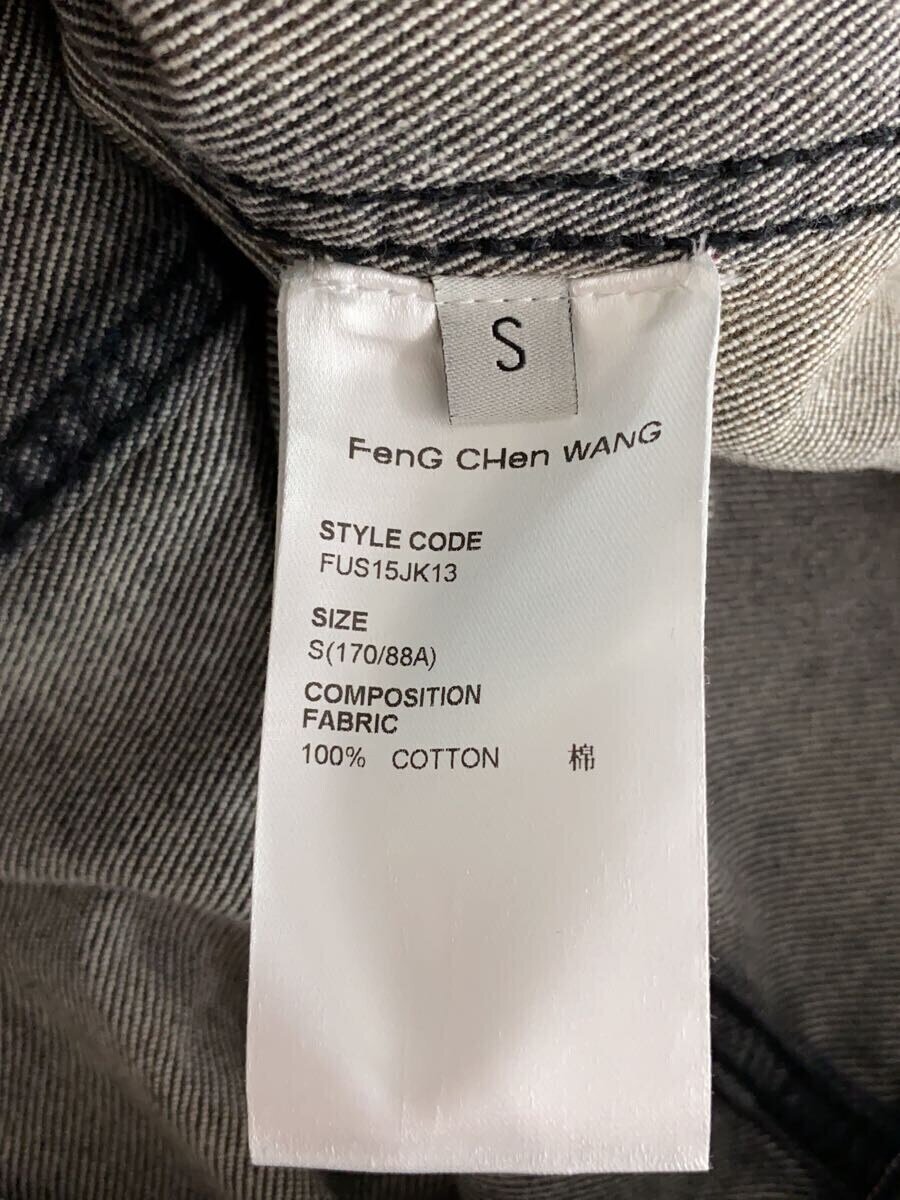 S
FenG CHen WANG
STYLE CODE
FUS15JK13
SIZE
S(170/88A)
COMPOSITION
FABRIC
100% COTTON 棉